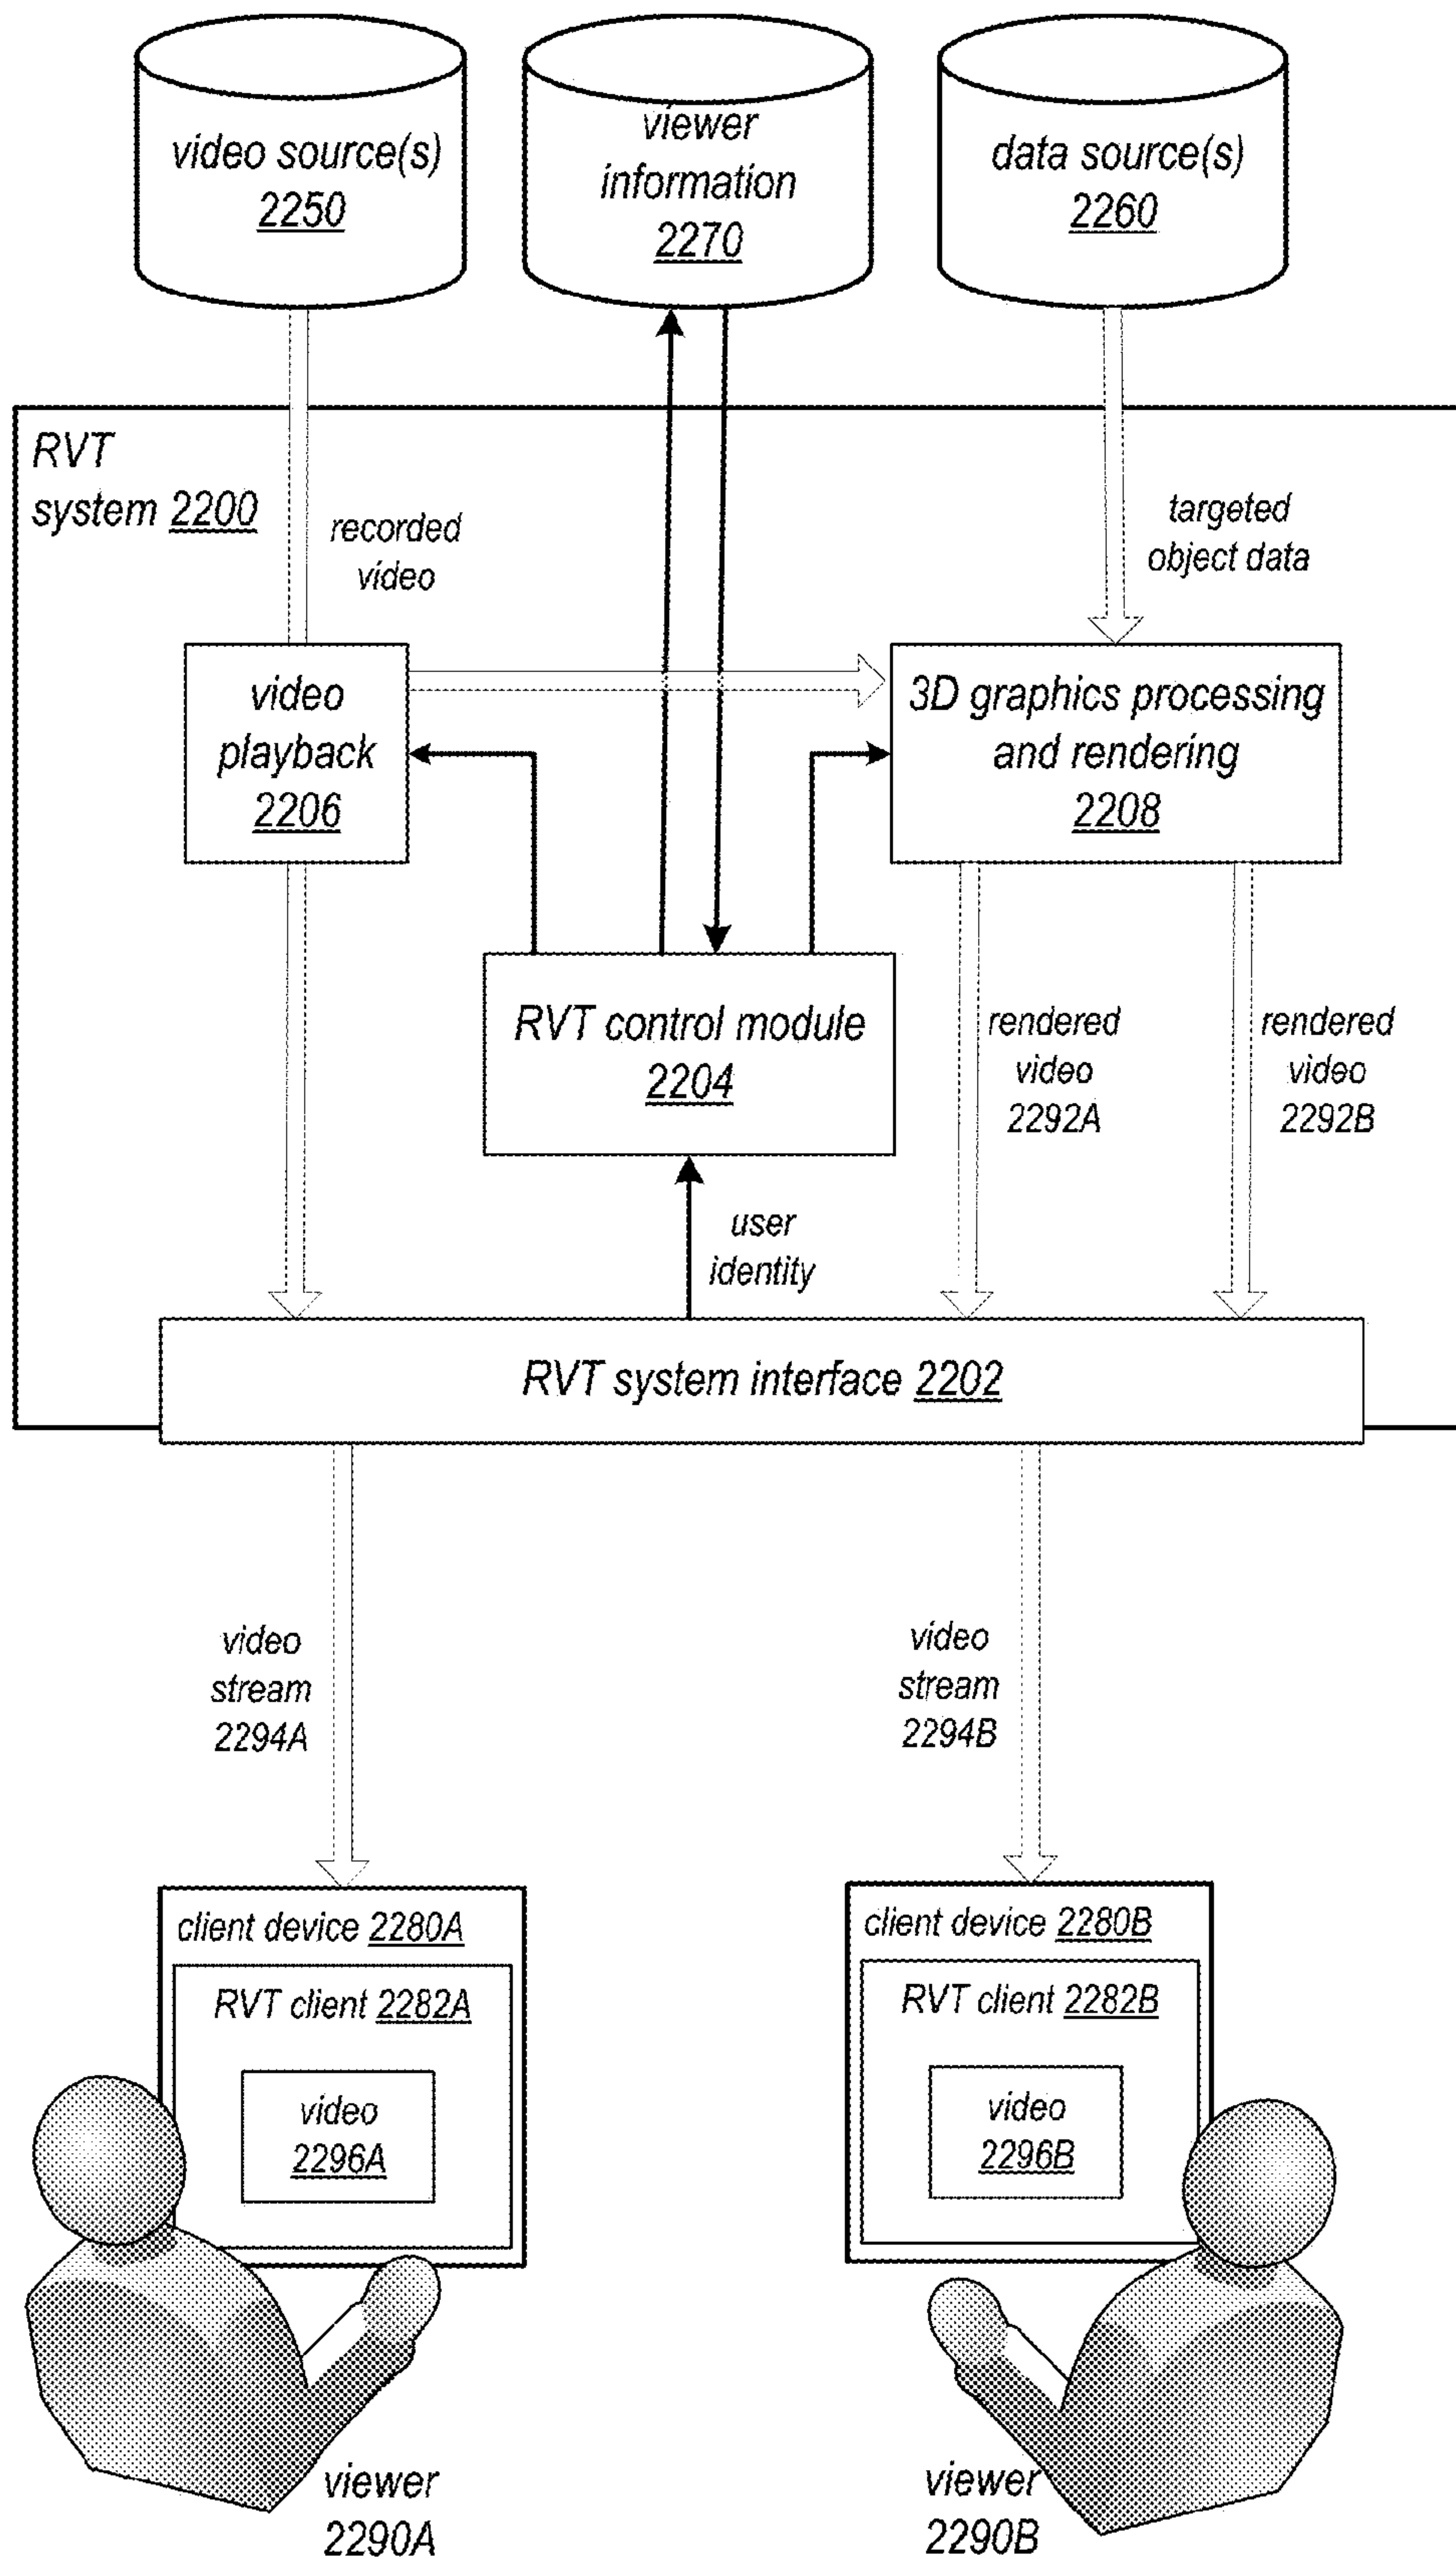 video source(s)
2250
viewer
information
2270
data source(s)
2260
RVT
system 2200
recorded
video
targeted
object data
video
playback
2206
3D graphics processing
and rendering
2208
RVT control module
2204
rendered
video
2292A
rendered
video
2292B
user
identity
RVT system interface 2202
video
stream
2294A
video
stream
2294B
client device 2280A
RVT client 2282A
video
2296A
client device 2280B
RVT client 2282B
video
2296B
viewer
2290A
viewer
2290B